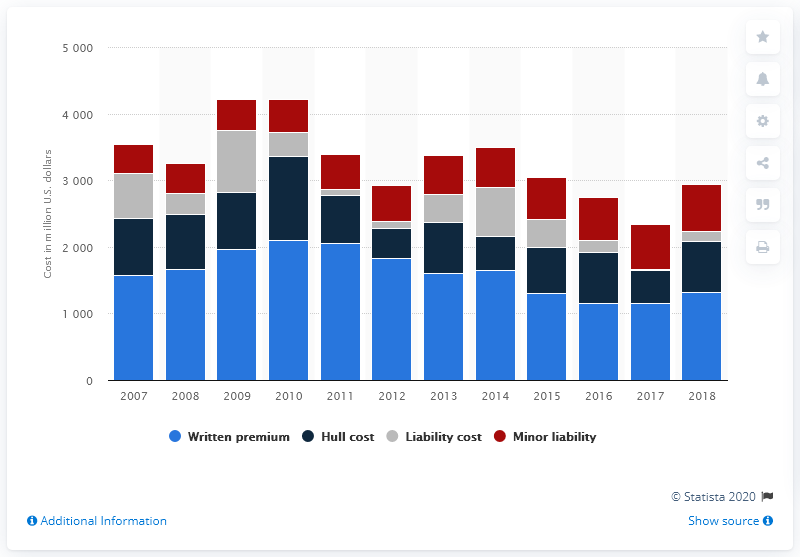 5 000
4 000
3 000
2 000
1 000
0
Cost in million U.S. dollars
2007 2008 2009 2010 2011 2012 2013 2014 2015 2016 2017 2018
Written premium Hull cost Liability cost Minor liability
© Statista 2020
Additional Information Show source